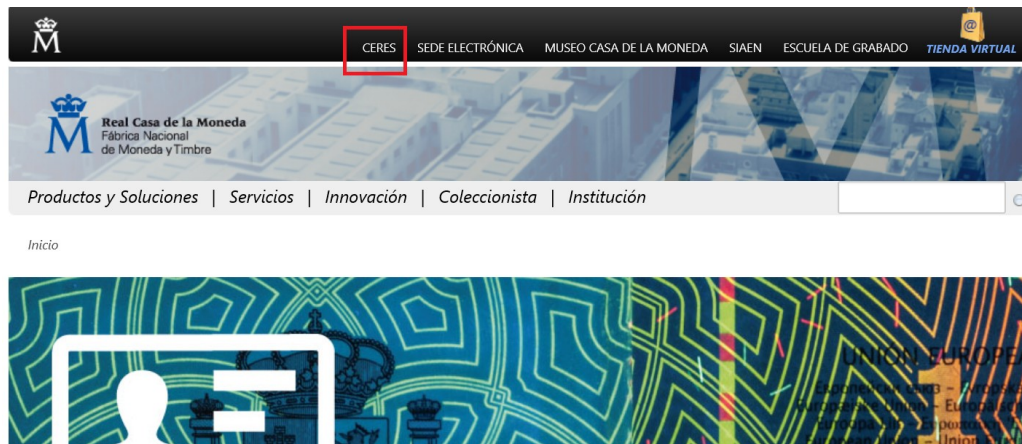 CERES SEDE ELECTRÓNICA MUSEO CASA DE LA MONEDA SIAEN ESCUELA DE GRABADO TIENDA VIRTUAL
Real Casa de la Moneda
Fábrica Nacional
de Moneda y Timbre
Productos y Soluciones | Servicios | Innovación | Coleccionista | Institución
Inicio
UNIÓN EUROPEA